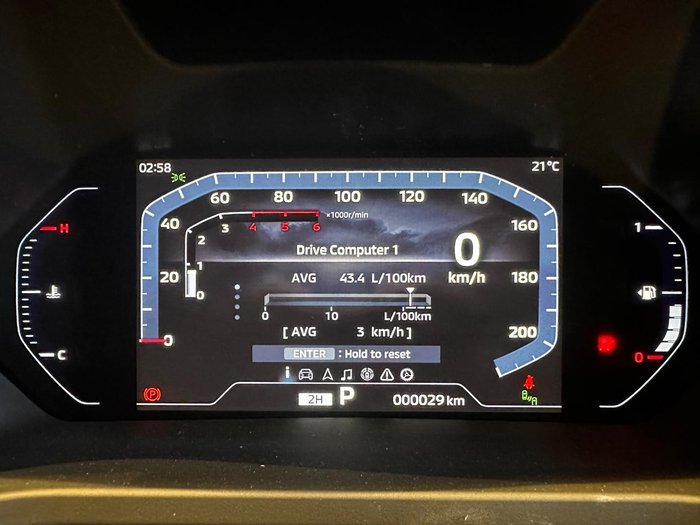 02:58
21°C
60 80 100 120 140
40 160
×1000r/min
3 4 5 6
2
1
0
H
1
Drive Computer 1
0
km/h
20 180
AVG 43.4 L/100km
0 10 L/100km
[ AVG 3 km/h ]
0 200
C
0
ENTER : Hold to reset
i
(P)
A
2H P 000029 km